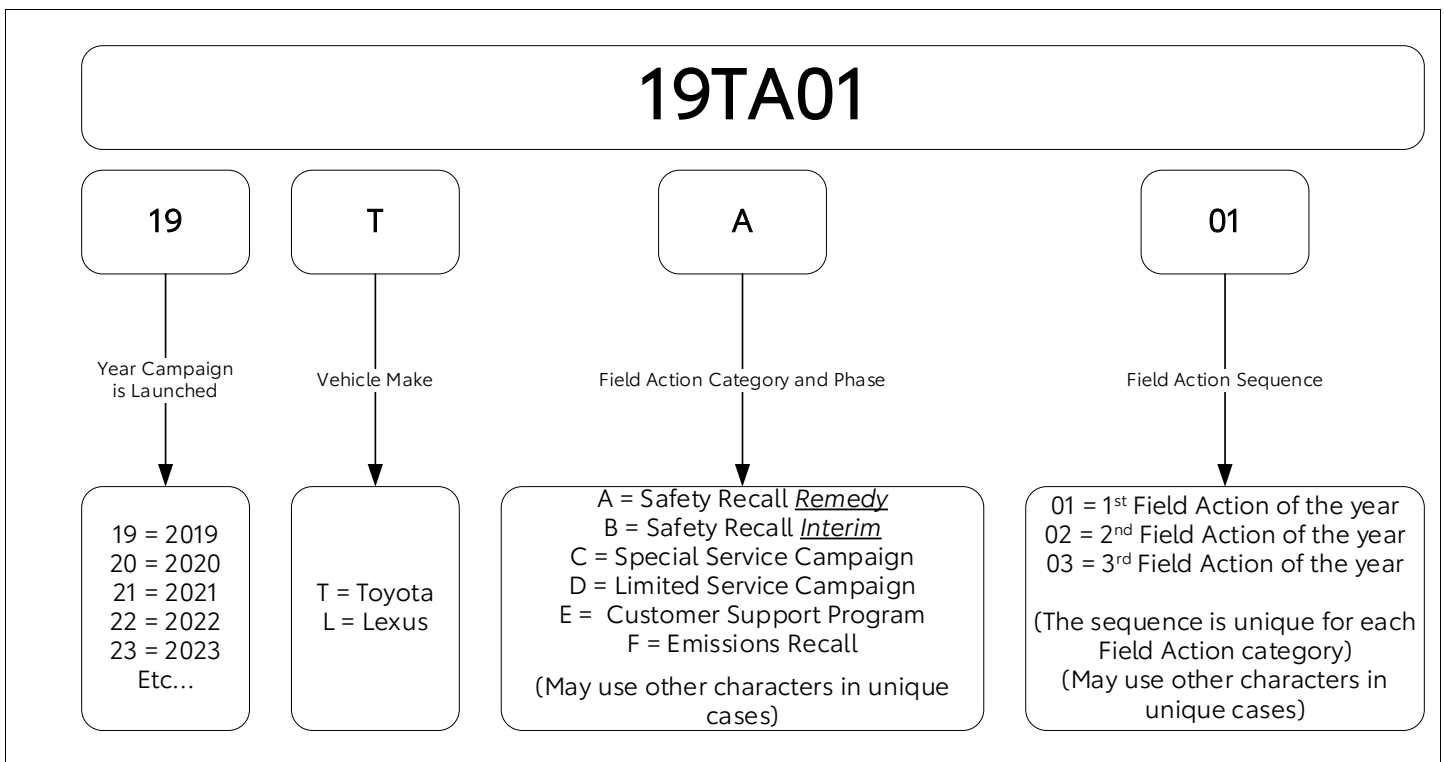 19TA01
19
T
A
01
Year Campaign
is Launched
Vehicle Make
Field Action Category and Phase
Field Action Sequence
19 = 2019
20 = 2020
21 = 2021
22 = 2022
23 = 2023
Etc...
T = Toyota
L = Lexus
A = Safety Recall Remedy
B = Safety Recall Interim
C = Special Service Campaign
D = Limited Service Campaign
E =  Customer Support Program
F = Emissions Recall
(May use other characters in unique
cases)
01 = 1st Field Action of the year
02 = 2nd Field Action of the year
03 = 3rd Field Action of the year
(The sequence is unique for each
Field Action category)
(May use other characters in
unique cases)